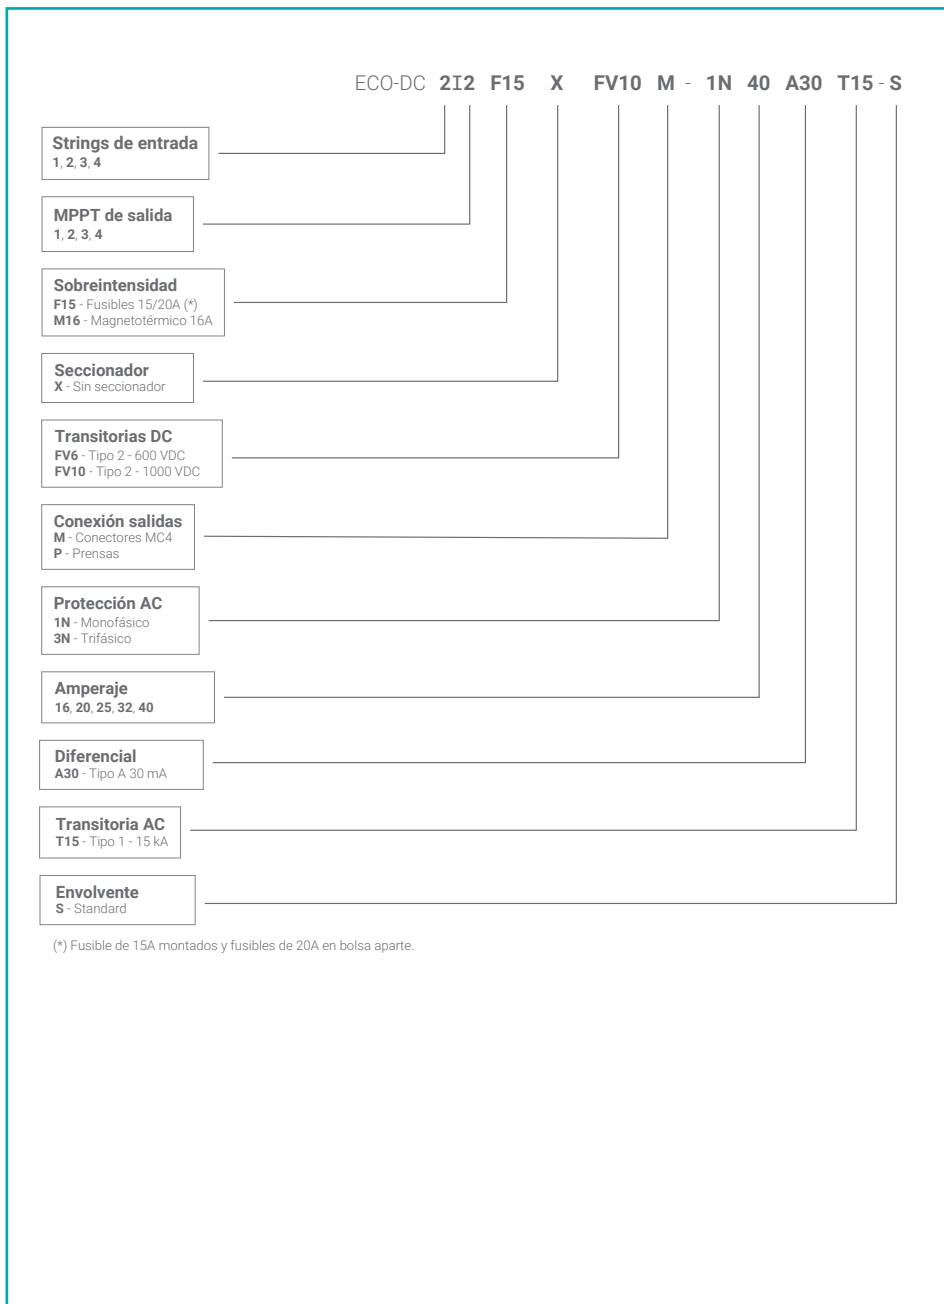 ECO-DC 2I2 F15 X FV10 M - 1N 40 A30 T15 - S
Strings de entrada
1, 2, 3, 4
MPPT de salida
1, 2, 3, 4
Sobreintensidad
F15 - Fusibles 15/20A (*)
M16 - Magnetotérmico 16A
Seccionador
X - Sin seccionador
Transitorias DC
FV6 - Tipo 2 - 600 VDC
FV10 - Tipo 2 - 1000 VDC
Conexión salidas
M - Conectores MC4
P - Prensas
Protección AC
1N - Monofásico
3N - Trifásico
Amperaje
16, 20, 25, 32, 40
Diferencial
A30 - Tipo A 30 mA
Transitoria AC
T15 - Tipo 1 - 15 kA
Envolvente
S - Standard
(*) Fusible de 15A montados y fusibles de 20A en bolsa aparte.